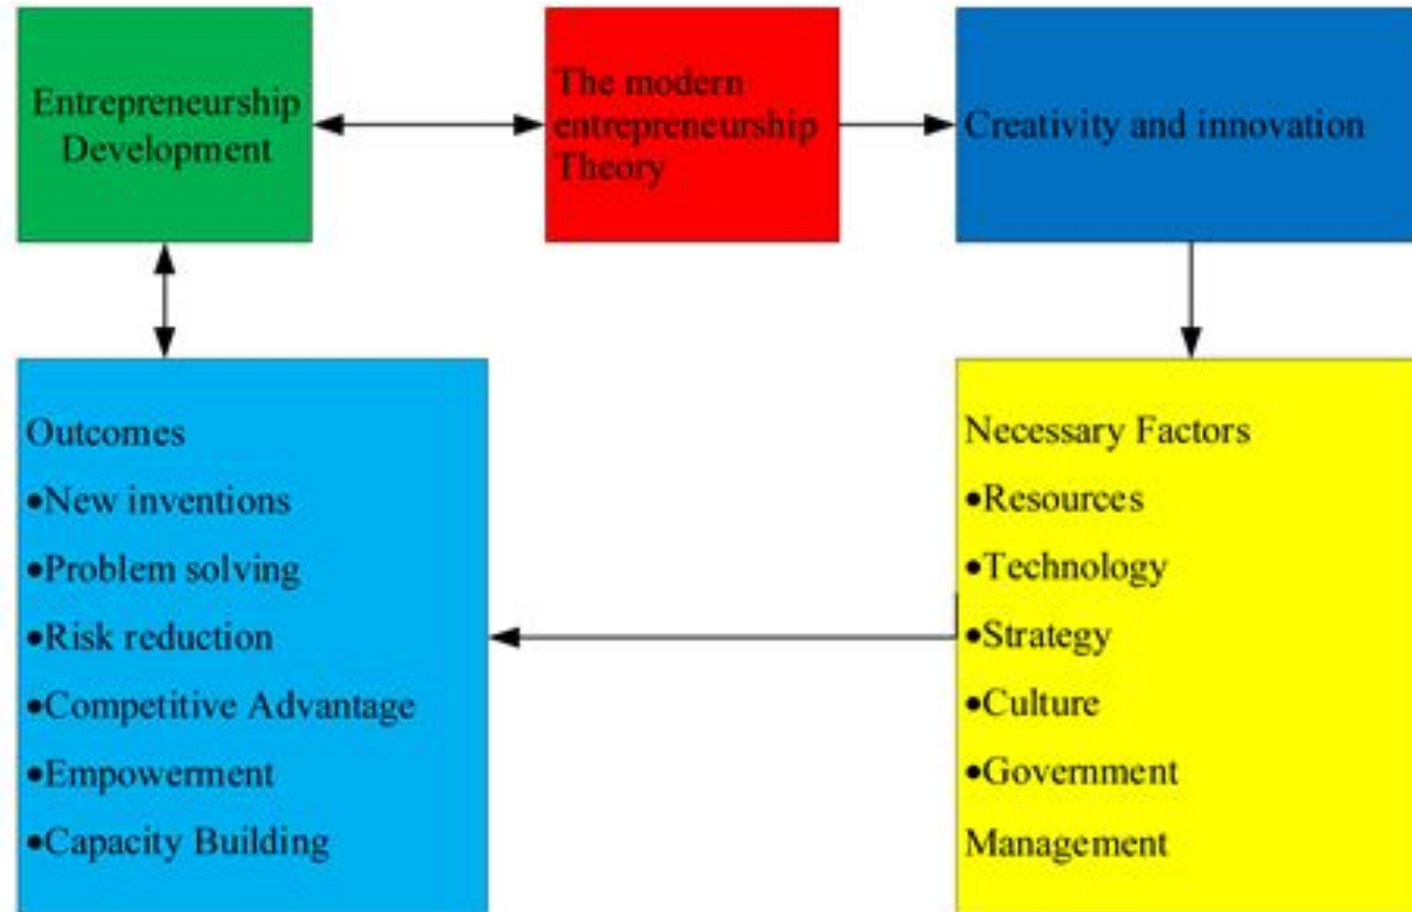 Entrepreneurship
Development
The modern
entrepreneurship
Theory
Creativity and innovation
Outcomes
•New inventions
•Problem solving
•Risk reduction
•Competitive Advantage
•Empowerment
•Capacity Building
Necessary Factors
•Resources
•Technology
•Strategy
•Culture
•Government
Management